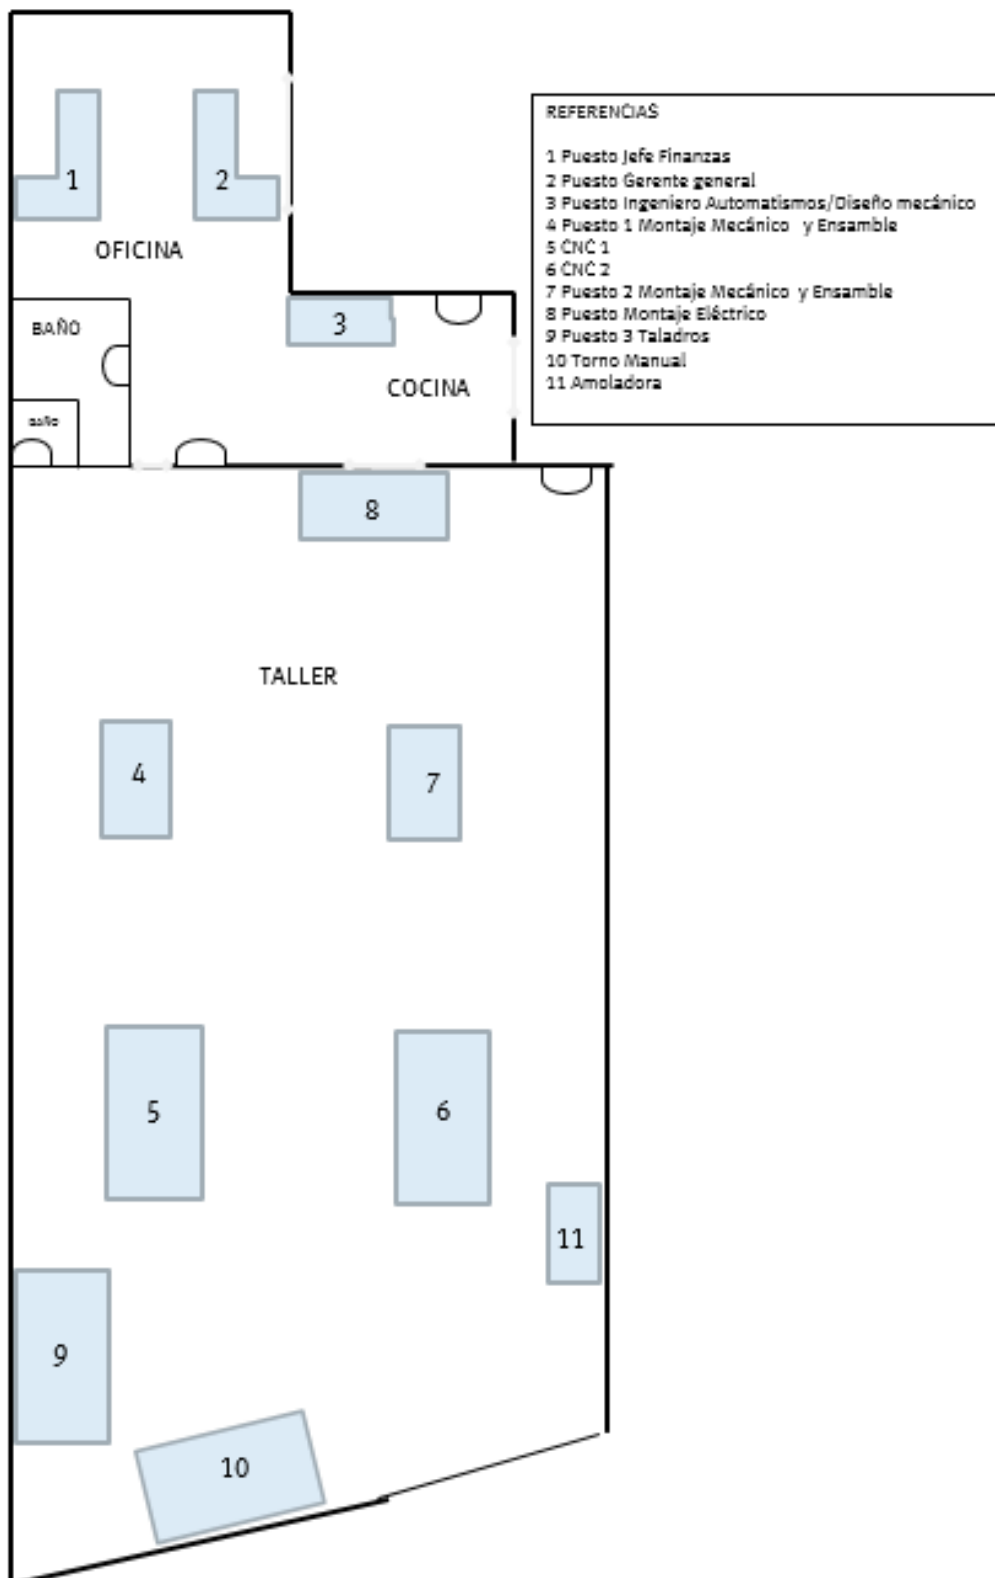 REFERENCIAS
1 Puesto Jefe Finanzas
2 Puesto Gerente general
3 Puesto Ingeniero Automatismos/Diseño mecánico
4 Puesto 1 Montaje Mecánico y Ensamble
5 CNC 1
6 CNC 2
7 Puesto 2 Montaje Mecánico y Ensamble
8 Puesto Montaje Eléctrico
9 Puesto 3 Taladros
10 Torno Manual
11 Amoladora
1
2
OFICINA
BAÑO
3
COCINA
BAÑO
8
TALLER
4
7
5
6
11
9
10